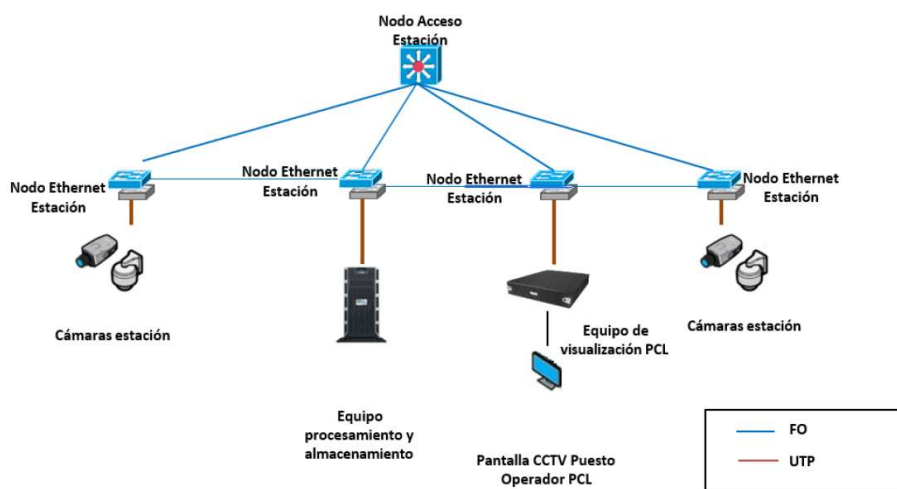 Nodo Acceso
Estación
Nodo Ethernet
Estación
Nodo Ethernet
Estación
Nodo Ethernet
Estación
Nodo Ethernet
Estación
Cámaras estación
Equipo
procesamiento y
almacenamiento
Equipo de
visualización PCL
Pantalla CCTV Puesto
Operador PCL
Cámaras estación
FO
UTP